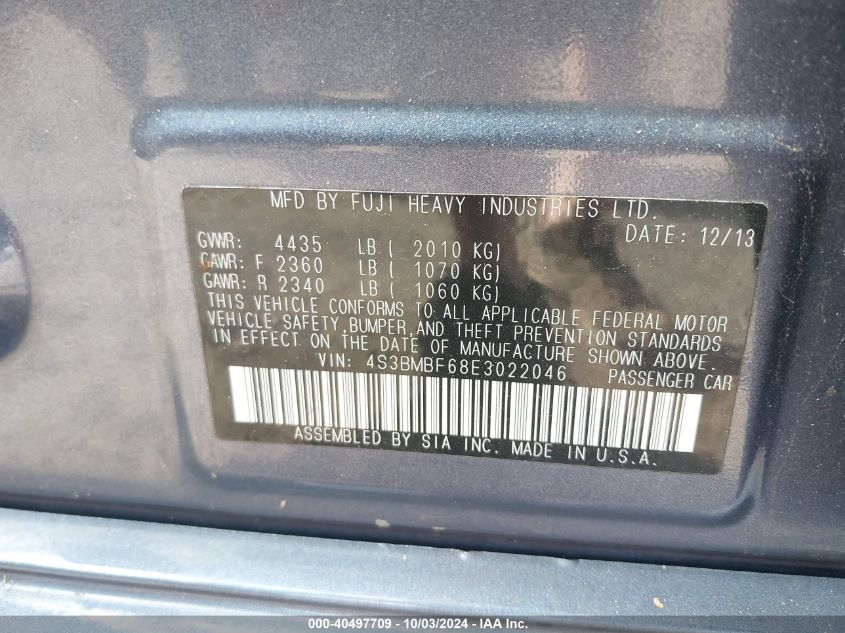 MFD BY FUJI HEAVY INDUSTRIES LTD.
DATE: 12/13
GVWR: 4435 LB ( 2010 KG)
GAWR: F 2360 LB ( 1070 KG)
GAWR: R 2340 LB ( 1060 KG)
THIS VEHICLE CONFORMS TO ALL APPLICABLE FEDERAL MOTOR
VEHICLE SAFETY,BUMPER,AND THEFT PREVENTION STANDARDS
IN EFFECT ON THE DATE OF MANUFACTURE SHOWN ABOVE.
VIN: 4S3BMBF68E3022046 PASSENGER CAR
ASSEMBLED BY SIA INC. MADE IN U.S.A.
000-40497709 - 10/03/2024 - IAA Inc.